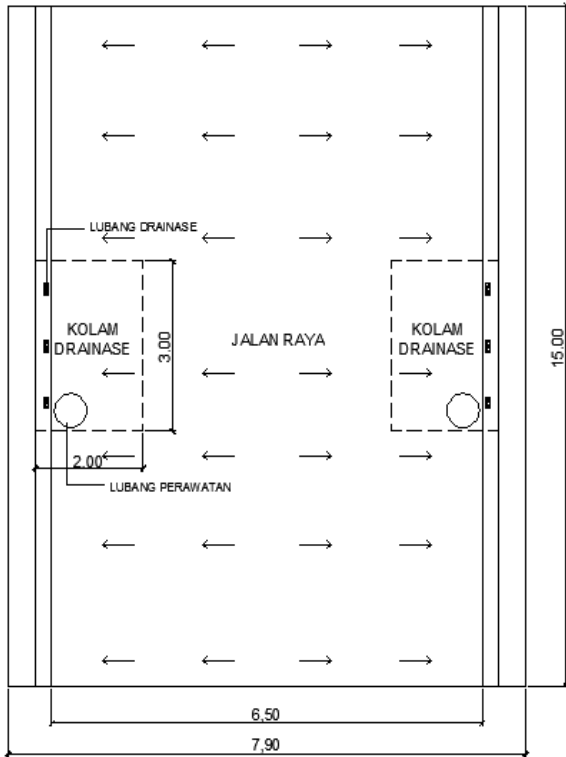 LUBANG DRAINASE
KOLAM
DRAINASE
3.00
JALAN RAYA
KOLAM
DRAINASE
15.00
2.00
LUBANG PERAWATAN
6,50
7,90